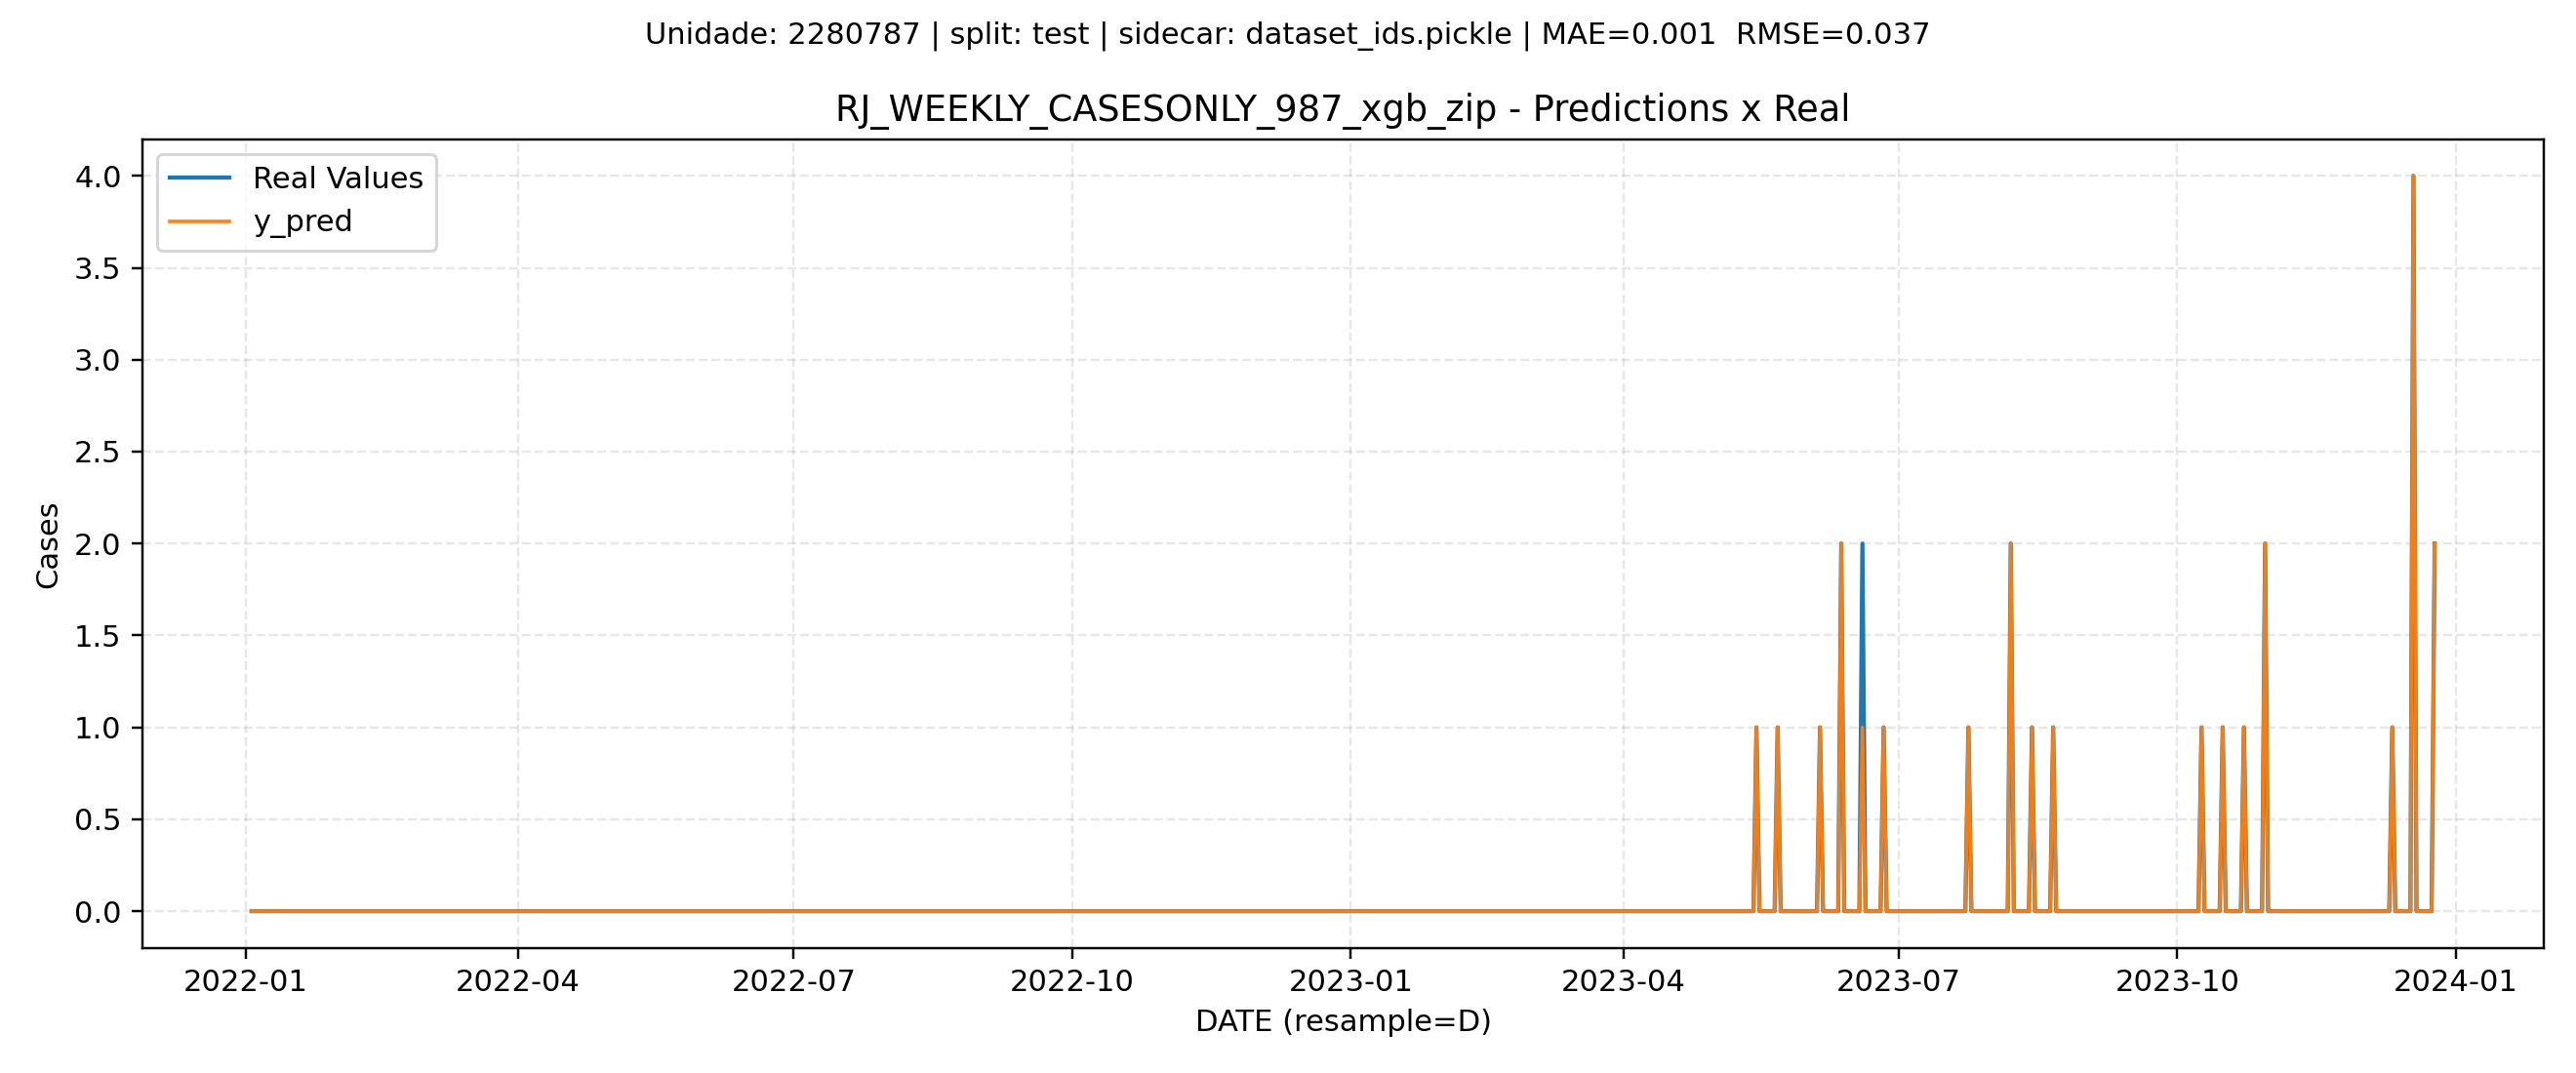 Unidade: 2280787 | split: test | sidecar: dataset_ids.pickle | MAE=0.001  RMSE=0.037
RJ_WEEKLY_CASESONLY_987_xgb_zip - Predictions x Real
Real Values
y_pred
Cases
4.0
3.5
3.0
2.5
2.0
1.5
1.0
0.5
0.0
2022-01 2022-04 2022-07 2022-10 2023-01 2023-04 2023-07 2023-10 2024-01
DATE (resample=D)